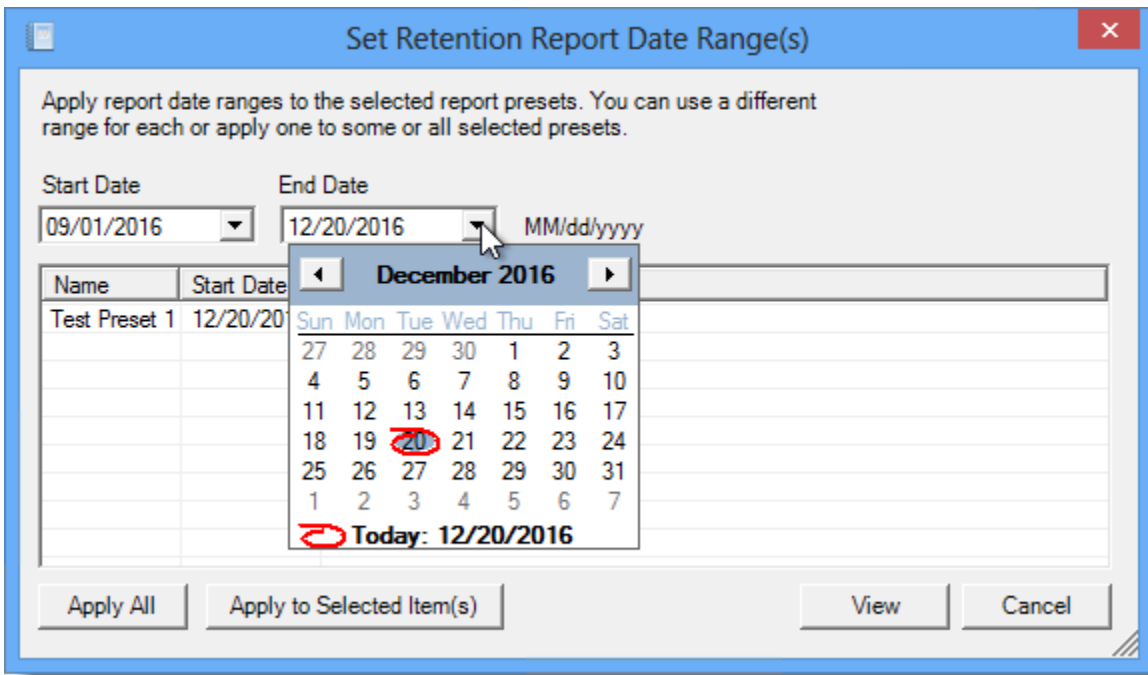 Set Retention Report Date Range(s)
Apply report date ranges to the selected report presets. You can use a different
range for each or apply one to some or all selected presets.
Start Date End Date
09/01/2016 12/20/2016 MM/dd/yyyy
December 2016
Name Start Date
Test Preset 1 12/20/201
Sun Mon Tue Wed Thu Fri Sat
27 28 29 30 1 2 3
4 5 6 7 8 9 10
11 12 13 14 15 16 17
18 19 20 21 22 23 24
25 26 27 28 29 30 31
1 2 3 4 5 6 7
Today: 12/20/2016
Apply All Apply to Selected Item(s) View Cancel